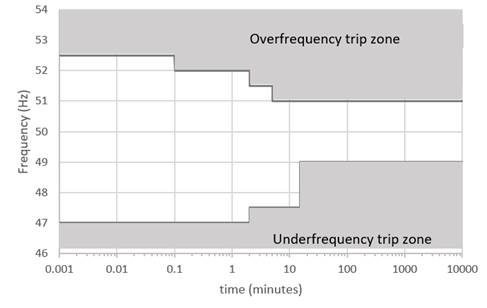 54
53
52
51
50
49
48
47
46
Frequency (Hz)
Overfrequency trip zone
Underfrequency trip zone
0.001 0.01 0.1 1 10 100 1000 10000
time (minutes)